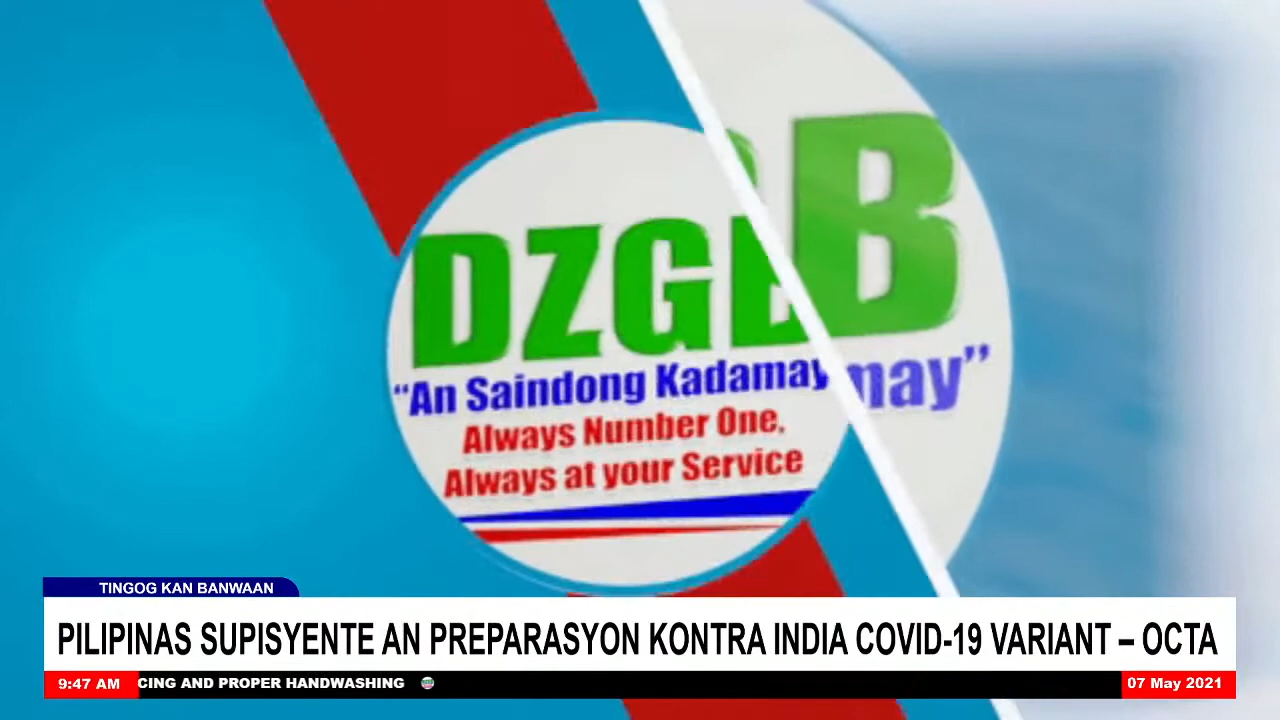 DZGB
B
"An Saindong Kadamay
may"
Always Number One,
Always at your Service
TINGOG KAN BANWAAN
PILIPINAS SUPISYENTE AN PREPARASYON KONTRA INDIA COVID-19 VARIANT – OCTA
9:47 AM
CING AND PROPER HANDWASHING
07 May 2021